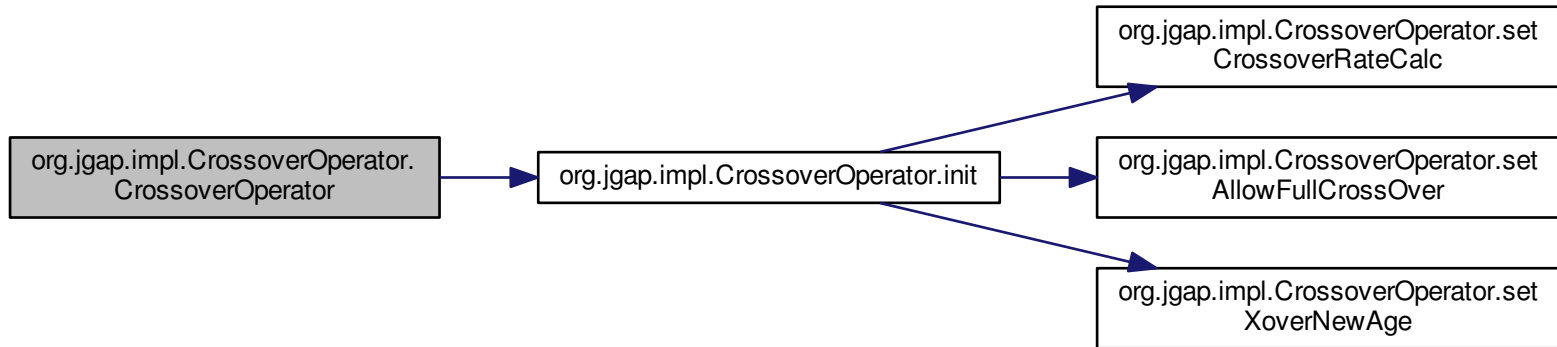 org.jgap.impl.CrossoverOperator.
CrossoverOperator
org.jgap.impl.CrossoverOperator.init
org.jgap.impl.CrossoverOperator.set
CrossoverRateCalc
org.jgap.impl.CrossoverOperator.set
AllowFullCrossOver
org.jgap.impl.CrossoverOperator.set
XoverNewAge